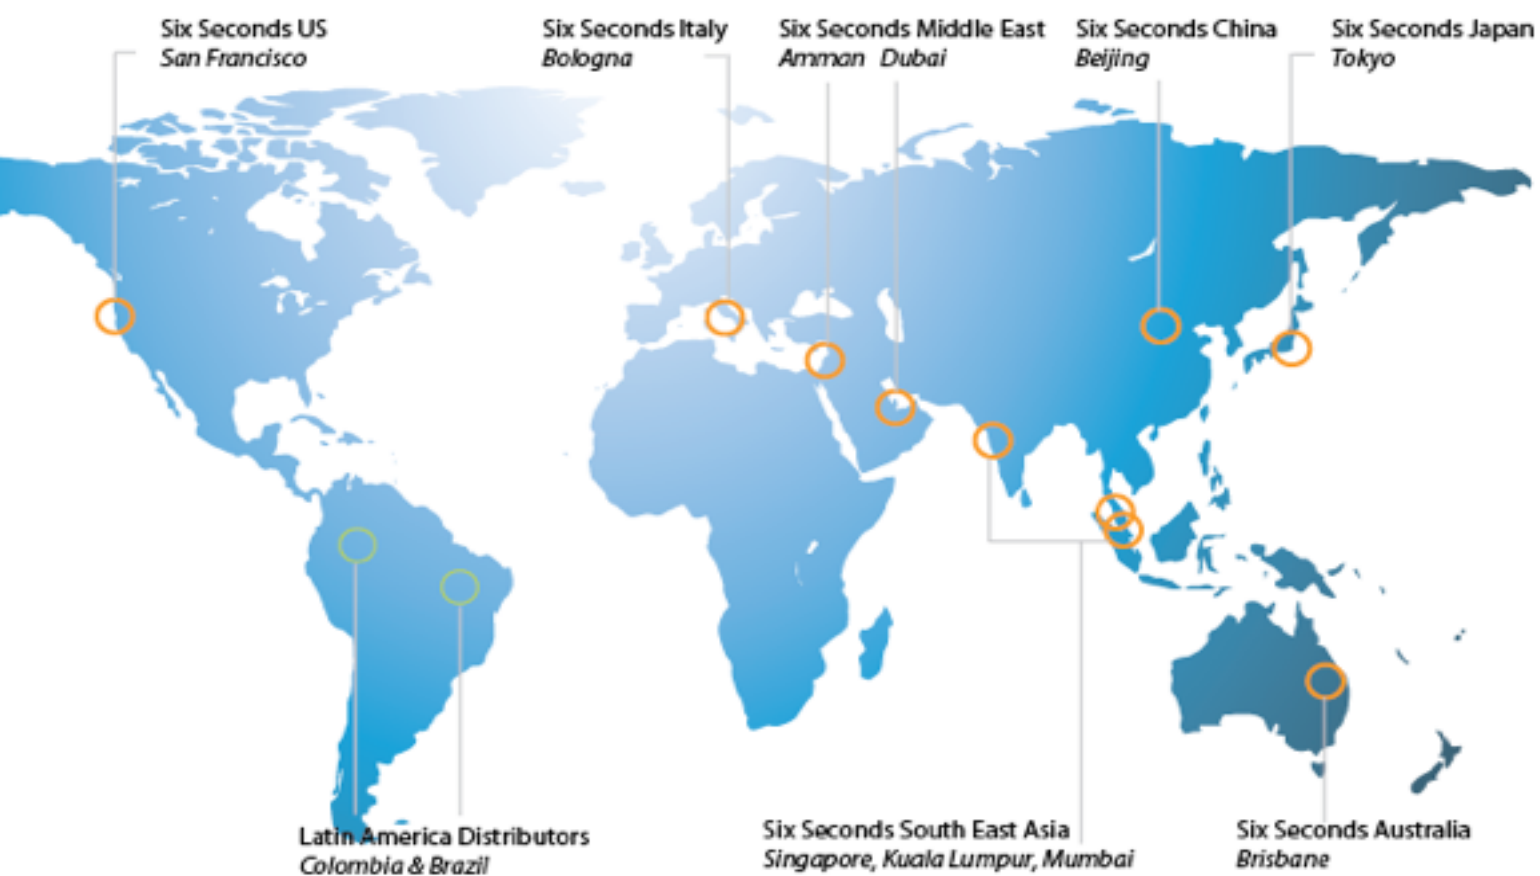 Six Seconds US
San Francisco
Six Seconds Italy
Bologna
Six Seconds Middle East
Amman Dubai
Six Seconds China
Beijing
Six Seconds Japan
Tokyo
Latin America Distributors
Colombia & Brazil
Six Seconds South East Asia
Singapore, Kuala Lumpur, Mumbai
Six Seconds Australia
Brisbane